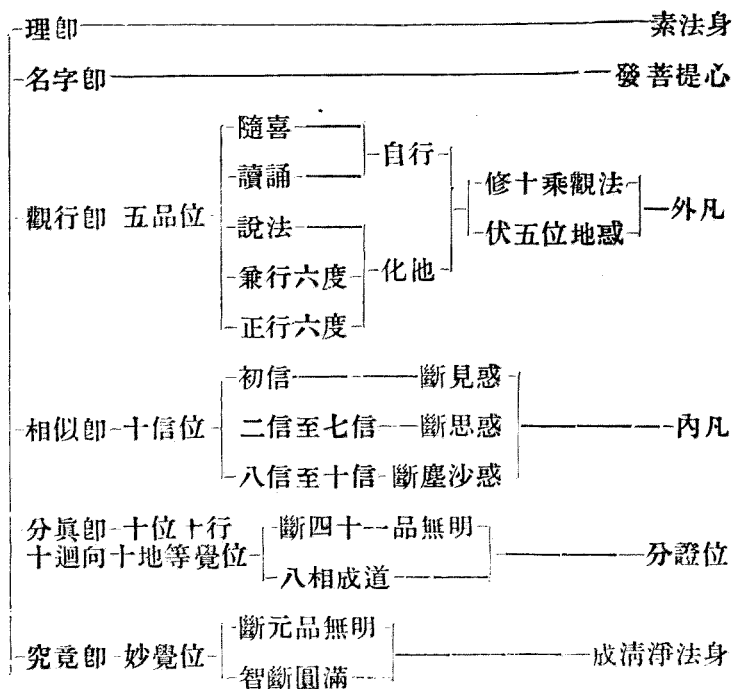 理卽 素法身
名字卽 發菩提心
觀行卽 五品位
隨喜
讀誦
說法
兼行六度
正行六度
自行
化他
修十乘觀法
伏五位地惑
外凡
相似卽 十信位
初信 斷見惑
二信至七信 斷思惑
八信至十信 斷塵沙惑
內凡
分眞卽 十位十行
十迴向十地等覺位
斷四十一品無明
八相成道
分證位
究竟卽 妙覺位
斷元品無明
智斷圓滿
成清淨法身